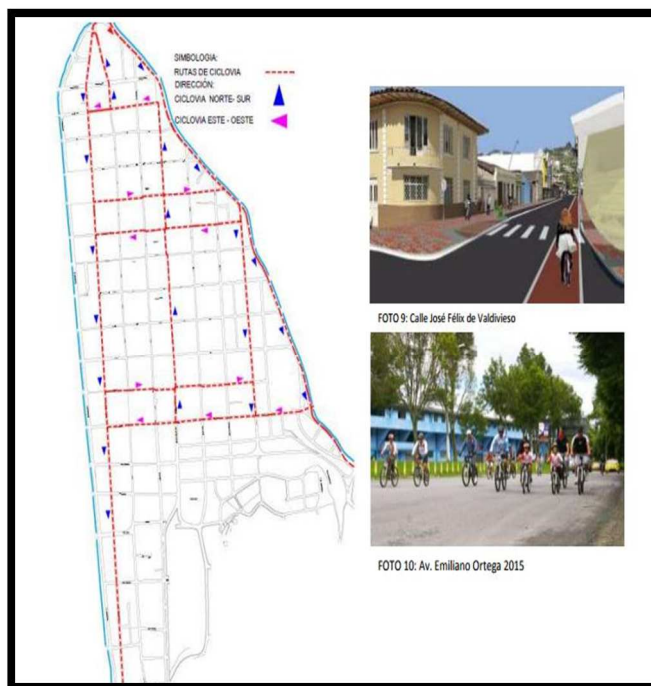 SIMBOLOGIA:
RUTAS DE CICLOVIA
DIRECCIÓN:
CICLOVIA NORTE- SUR
CICLOVIA ESTE - OESTE
FOTO 9: Calle José Félix de Valdivieso
FOTO 10: Av. Emiliano Ortega 2015